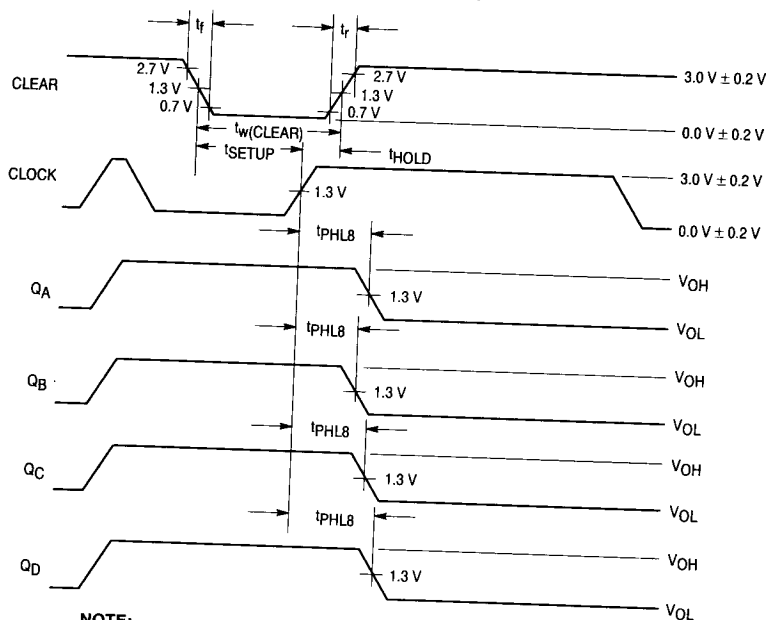 tf tr
2.7 V 2.7 V 3.0 V ± 0.2 V
CLEAR 1.3 V 1.3 V
0.7 V 0.7 V
tw(CLEAR) 0.0 V ± 0.2 V
tSETUP tHOLD
CLOCK 3.0 V ± 0.2 V
1.3 V
0.0 V ± 0.2 V
tPHL8
QA VOH
1.3 V
VOL
tPHL8
QB VOH
1.3 V
VOL
tPHL8
QC VOH
1.3 V
VOL
tPHL8
QD VOH
1.3 V
VOL
NOTE: